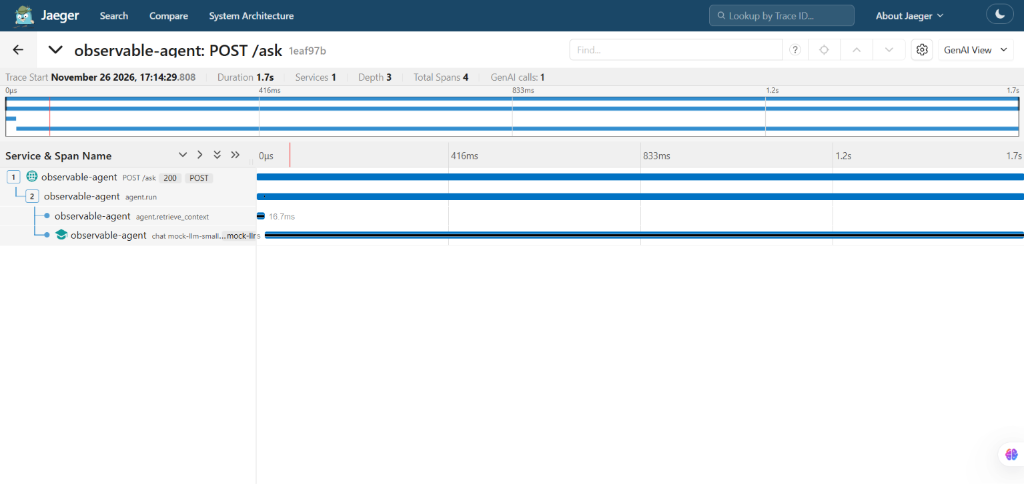 Jaeger Search Compare System Architecture Lookup by Trace ID... About Jaeger
observable-agent: POST /ask 1eaf97b Find... ? GenAI View
Trace Start November 26 2026, 17:14:29.808 Duration 1.7s Services 1 Depth 3 Total Spans 4 GenAI calls: 1
0μs 416ms 833ms 1.2s 1.7s
Service & Span Name 0μs 416ms 833ms 1.2s 1.7s
1 observable-agent POST /ask 200 POST
2 observable-agent agent.run
observable-agent agent.retrieve_context 16.7ms
observable-agent chat mock-llm-small...mock-llm